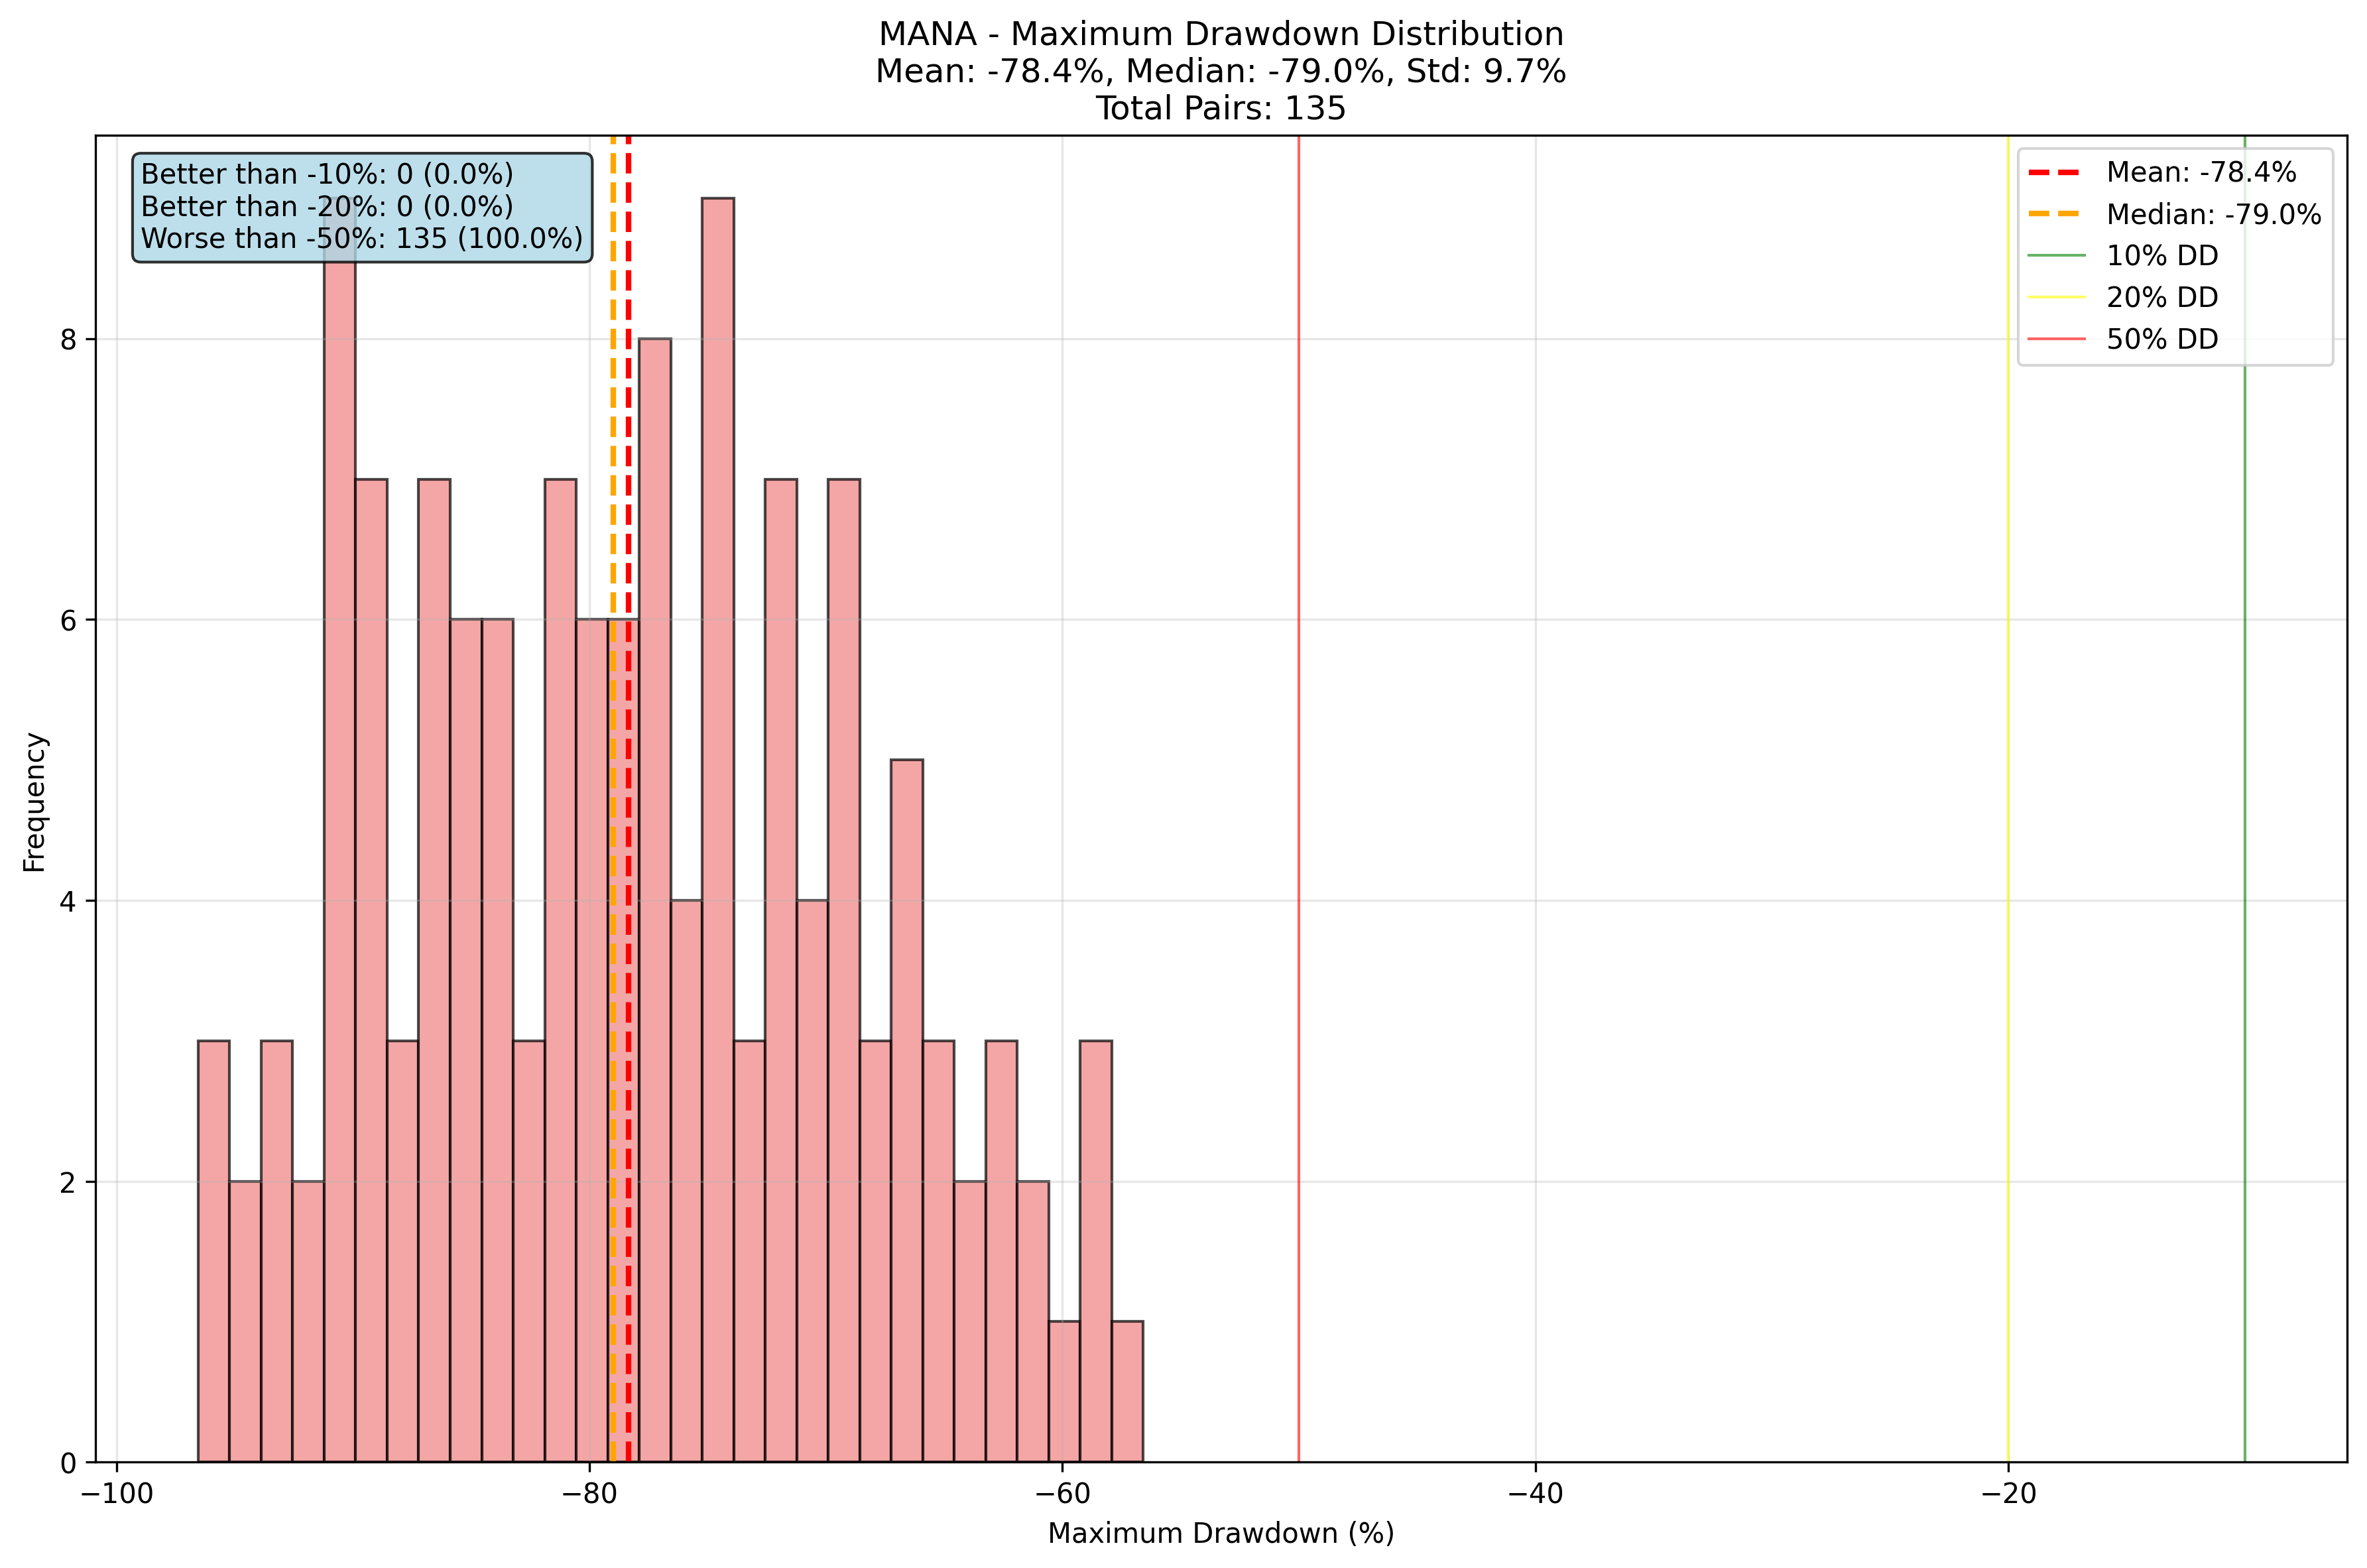 MANA - Maximum Drawdown Distribution
Mean: -78.4%, Median: -79.0%, Std: 9.7%
Total Pairs: 135
Better than -10%: 0 (0.0%)
Better than -20%: 0 (0.0%)
Worse than -50%: 135 (100.0%)
Mean: -78.4%
Median: -79.0%
10% DD
20% DD
50% DD
Frequency
8
6
4
2
0
−100
−80
−60
−40
−20
Maximum Drawdown (%)